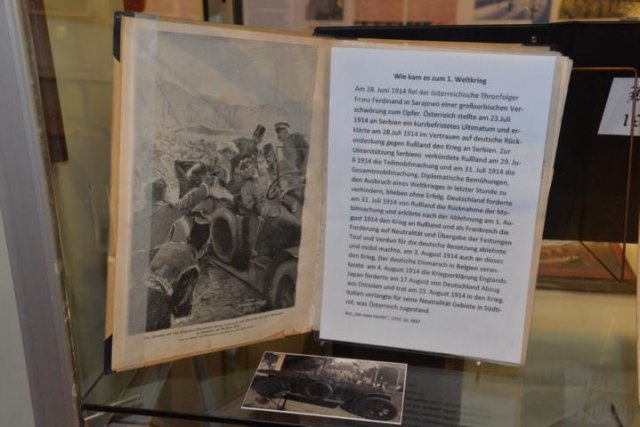 Wie kam es zum 1. Weltkrieg
Am 28. Juni 1914 fiel der österreichische Thronfolger
Franz Ferdinand in Sarajewo einer großserbischen Ver-
schwörung zum Opfer. Österreich stellte am 23.Juli
1914 an Serbien ein kurzbefristetes Ultimatum und er-
klärte am 28.Juli 1914 im Vertrauen auf deutsche Rück-
endeckung gegen Rußland den Krieg an Serbien. Zur
Unterstützung Serbiens verkündete Rußland am 29. Ju-
li 1914 die Teilmobilmachung und am 31. Juli 1914 die
Gesamtmobilmachung. Diplomatische Bemühungen,
den Ausbruch eines Weltkrieges in letzter Stunde zu
verhindern, blieben ohne Erfolg. Deutschland forderte
am 31. Juli 1914 von Rußland die Rücknahme der Mo-
bilmachung und erklärte nach der Ablehnung am 1. Au-
gust 1914 den Krieg an Rußland und als Frankreich die
Forderung auf Neutralität und Übergabe der Festungen
Toul und Verdun für die deutsche Besatzung ablehnte
und mobil machte, am 3. August 1914 auch an dieses
den Krieg. Der deutsche Einmarsch in Belgien veran-
lasste am 4. August 1914 die Kriegserklärung Englands.
Japan forderte am 17.August von Deutschland Abzug
aus Ostasien und trat am 23. August 1914 in den Krieg.
Italien verlangte für seine Neutralität Gebiete in Südti-
rol, was Österreich zugestand.